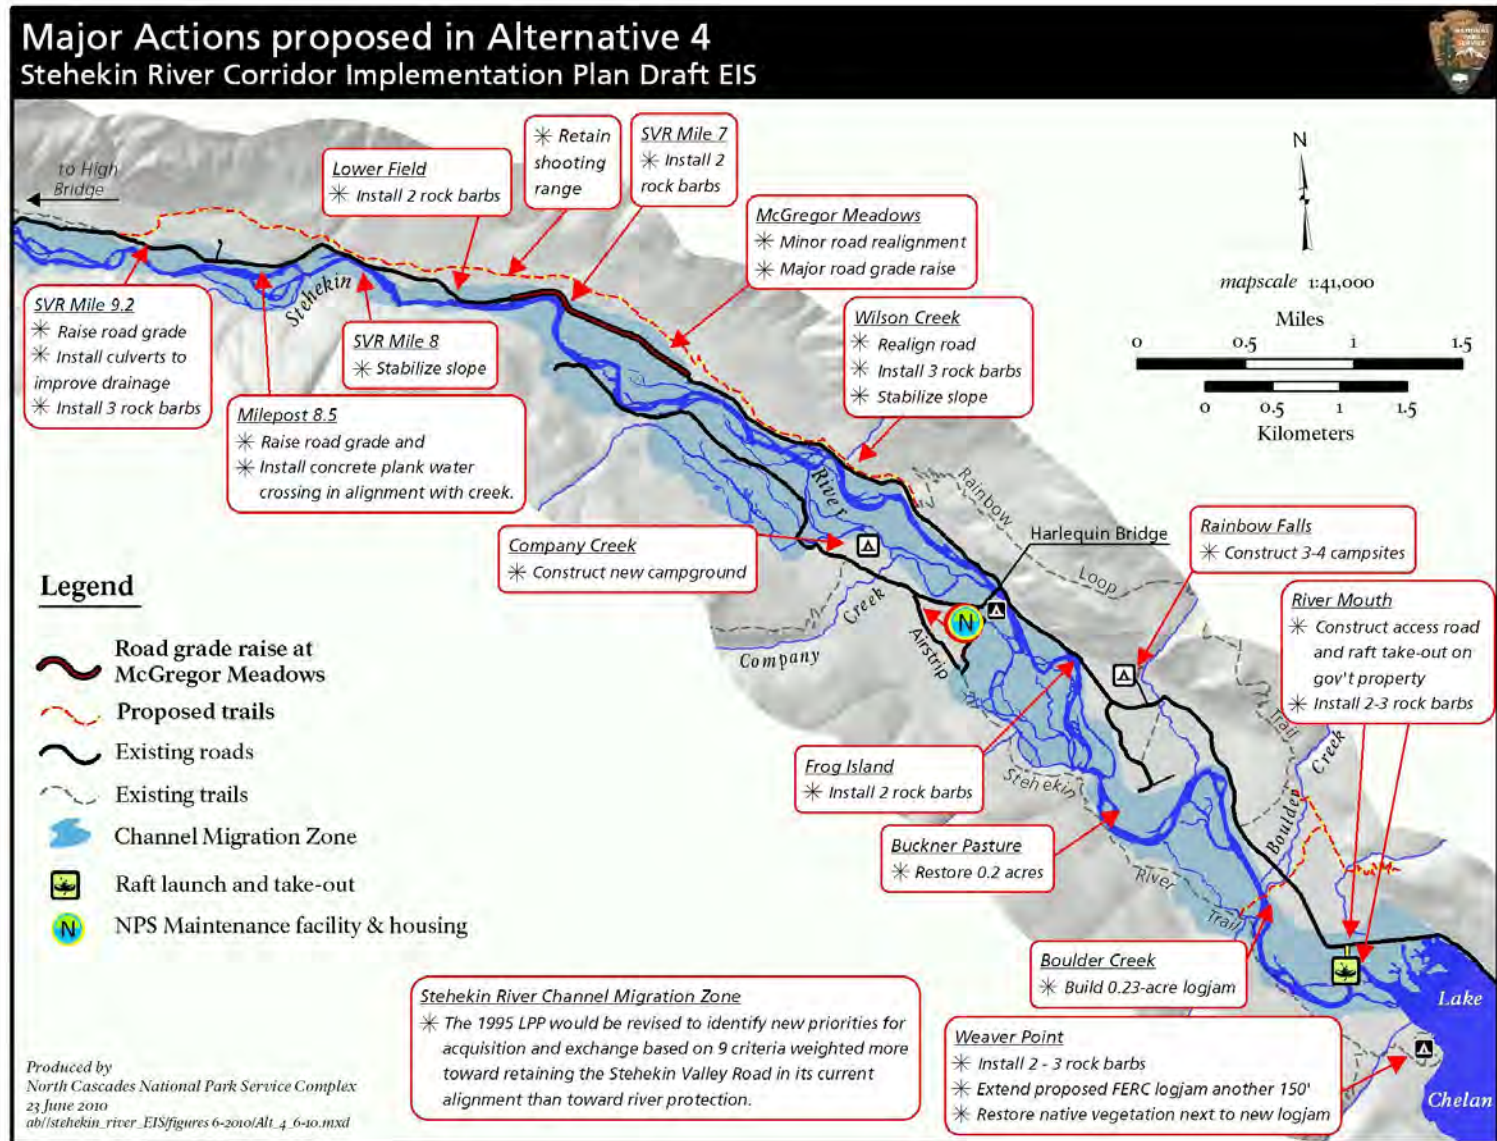 Major Actions proposed in Alternative 4
Stehekin River Corridor Implementation Plan Draft EIS
NATIONAL
PARK
SERVICE
to High
Bridge
Lower Field
✳ Install 2 rock barbs
✳ Retain
shooting
range
SVR Mile 7
✳ Install 2
rock barbs
McGregor Meadows
✳ Minor road realignment
✳ Major road grade raise
N
mapscale 1:41,000
Miles
0 0.5 1 1.5
0 0.5 1 1.5
Kilometers
SVR Mile 9.2
✳ Raise road grade
✳ Install culverts to
improve drainage
✳ Install 3 rock barbs
Stehekin
SVR Mile 8
✳ Stabilize slope
Wilson Creek
✳ Realign road
✳ Install 3 rock barbs
✳ Stabilize slope
Milepost 8.5
✳ Raise road grade and
✳ Install concrete plank water
crossing in alignment with creek.
River
Rainbow
Loop
Trail
Harlequin Bridge
Company Creek
✳ Construct new campground
Rainbow Falls
✳ Construct 3-4 campsites
River Mouth
✳ Construct access road
and raft take-out on
gov't property
✳ Install 2-3 rock barbs
Company
Creek
N
Airstrip
Legend
Road grade raise at
McGregor Meadows
Proposed trails
Existing roads
Existing trails
Channel Migration Zone
Raft launch and take-out
N
NPS Maintenance facility & housing
Frog Island
✳ Install 2 rock barbs
Stehekin
River
Trail
Boulder
Creek
Buckner Pasture
✳ Restore 0.2 acres
Boulder Creek
✳ Build 0.23-acre logjam
Lake
Chelan
Stehekin River Channel Migration Zone
✳ The 1995 LPP would be revised to identify new priorities for
acquisition and exchange based on 9 criteria weighted more
toward retaining the Stehekin Valley Road in its current
alignment than toward river protection.
Weaver Point
✳ Install 2 - 3 rock barbs
✳ Extend proposed FERC logjam another 150'
✳ Restore native vegetation next to new logjam
Produced by
North Cascades National Park Service Complex
23 June 2010
ab//stehekin_river_EIS/figures 6-2010/Alt_4_6-10.mxd